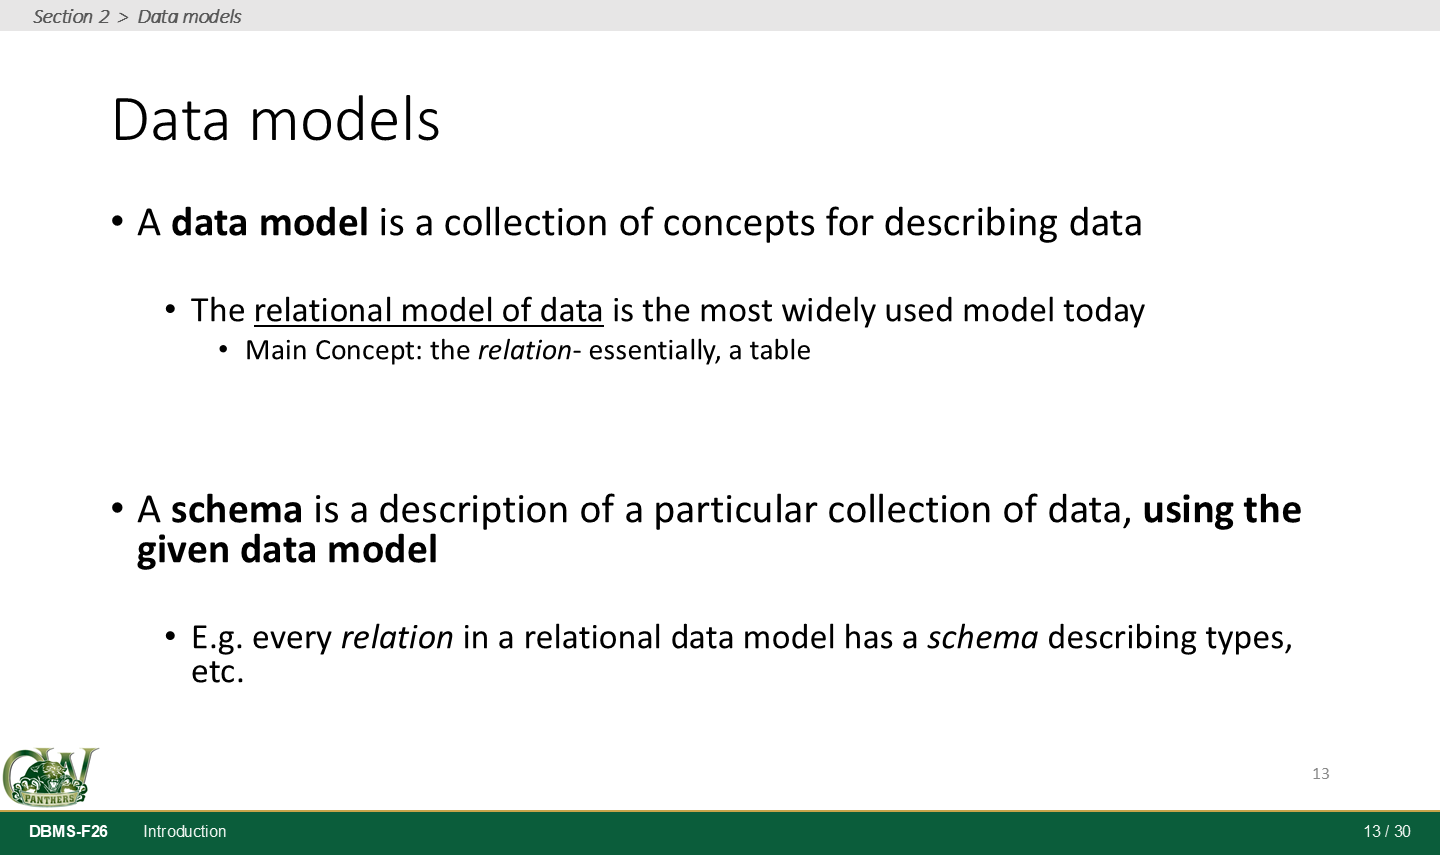 Section 2 > Data models
Data models
• A data model is a collection of concepts for describing data
• The relational model of data is the most widely used model today
• Main Concept: the relation- essentially, a table
• A schema is a description of a particular collection of data, using the
given data model
• E.g. every relation in a relational data model has a schema describing types,
etc.
OW
PANTHERS
13
DBMS-F26 Introduction 13 / 30